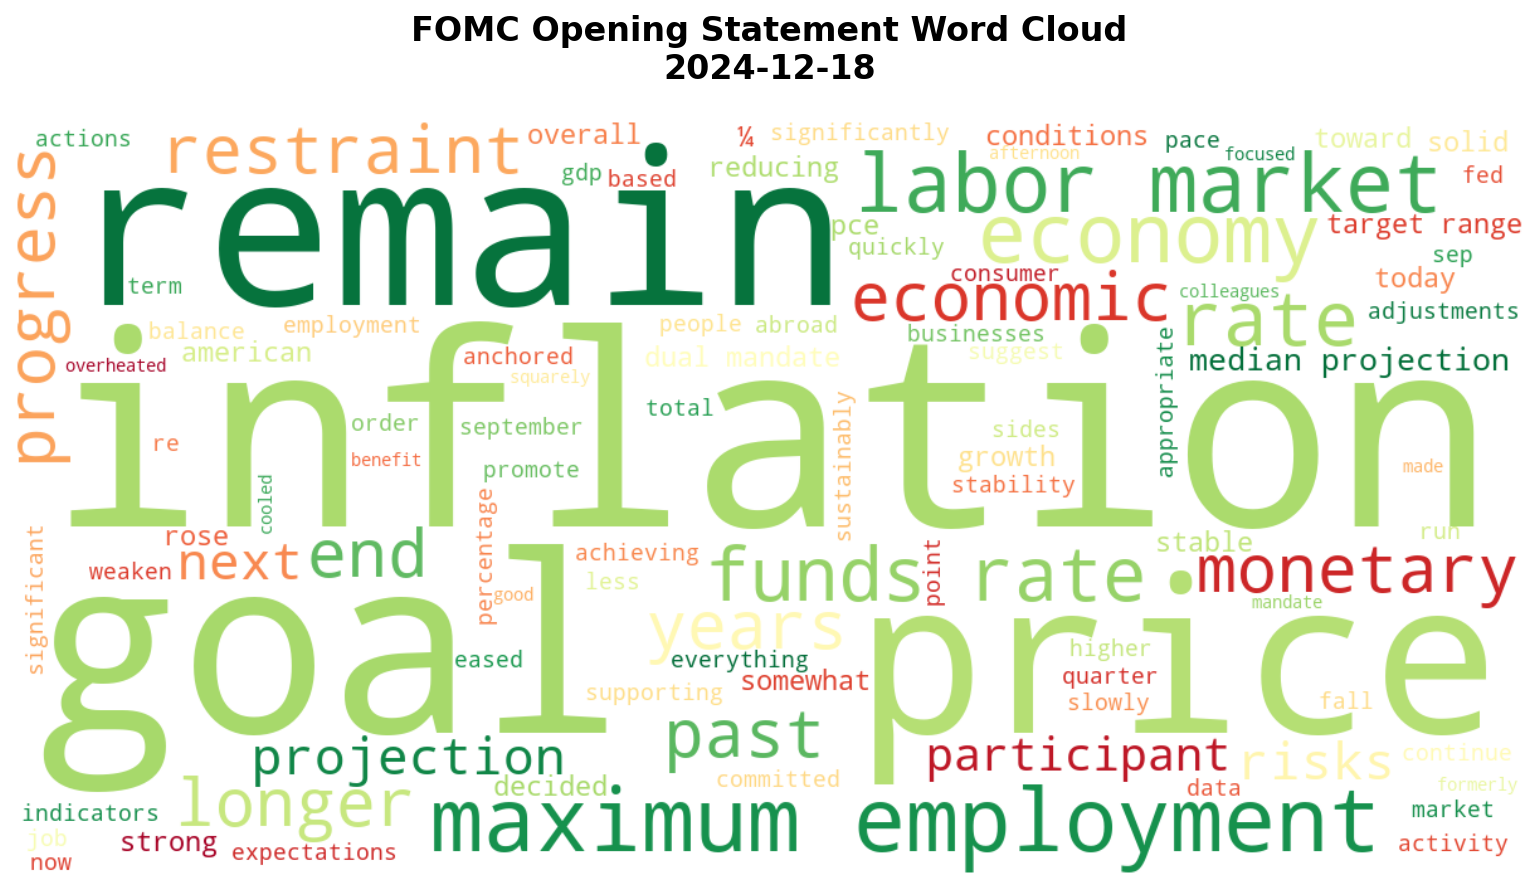 FOMC Opening Statement Word Cloud
2024-12-18
actions
restraint
overall
¼
significantly
conditions
pace
toward
solid
afternoon
focused
progress
remain
gdp
based
reducing
labor market
fed
pce
quickly
economy
target range
sep
term
consumer
economic
today
colleagues
rate
adjustments
balance
employment
people
abroad
businesses
american
overheated
anchored
dual mandate
suggest
appropriate
median projection
squarely
inflation
total
sustainably
order
september
sides
re
benefit
promote
growth
stability
made
cooled
percentage
significant
rose
next
end
weaken
achieving
less
good
funds rate
point
stable
run
monetary
mandate
goal
years
price
eased
everything
somewhat
higher
quarter
slowly
supporting
fall
past
projection
participant
risks
continue
longer
decided
committed
data
formerly
indicators
maximum employment
market
job
strong
now
expectations
activity